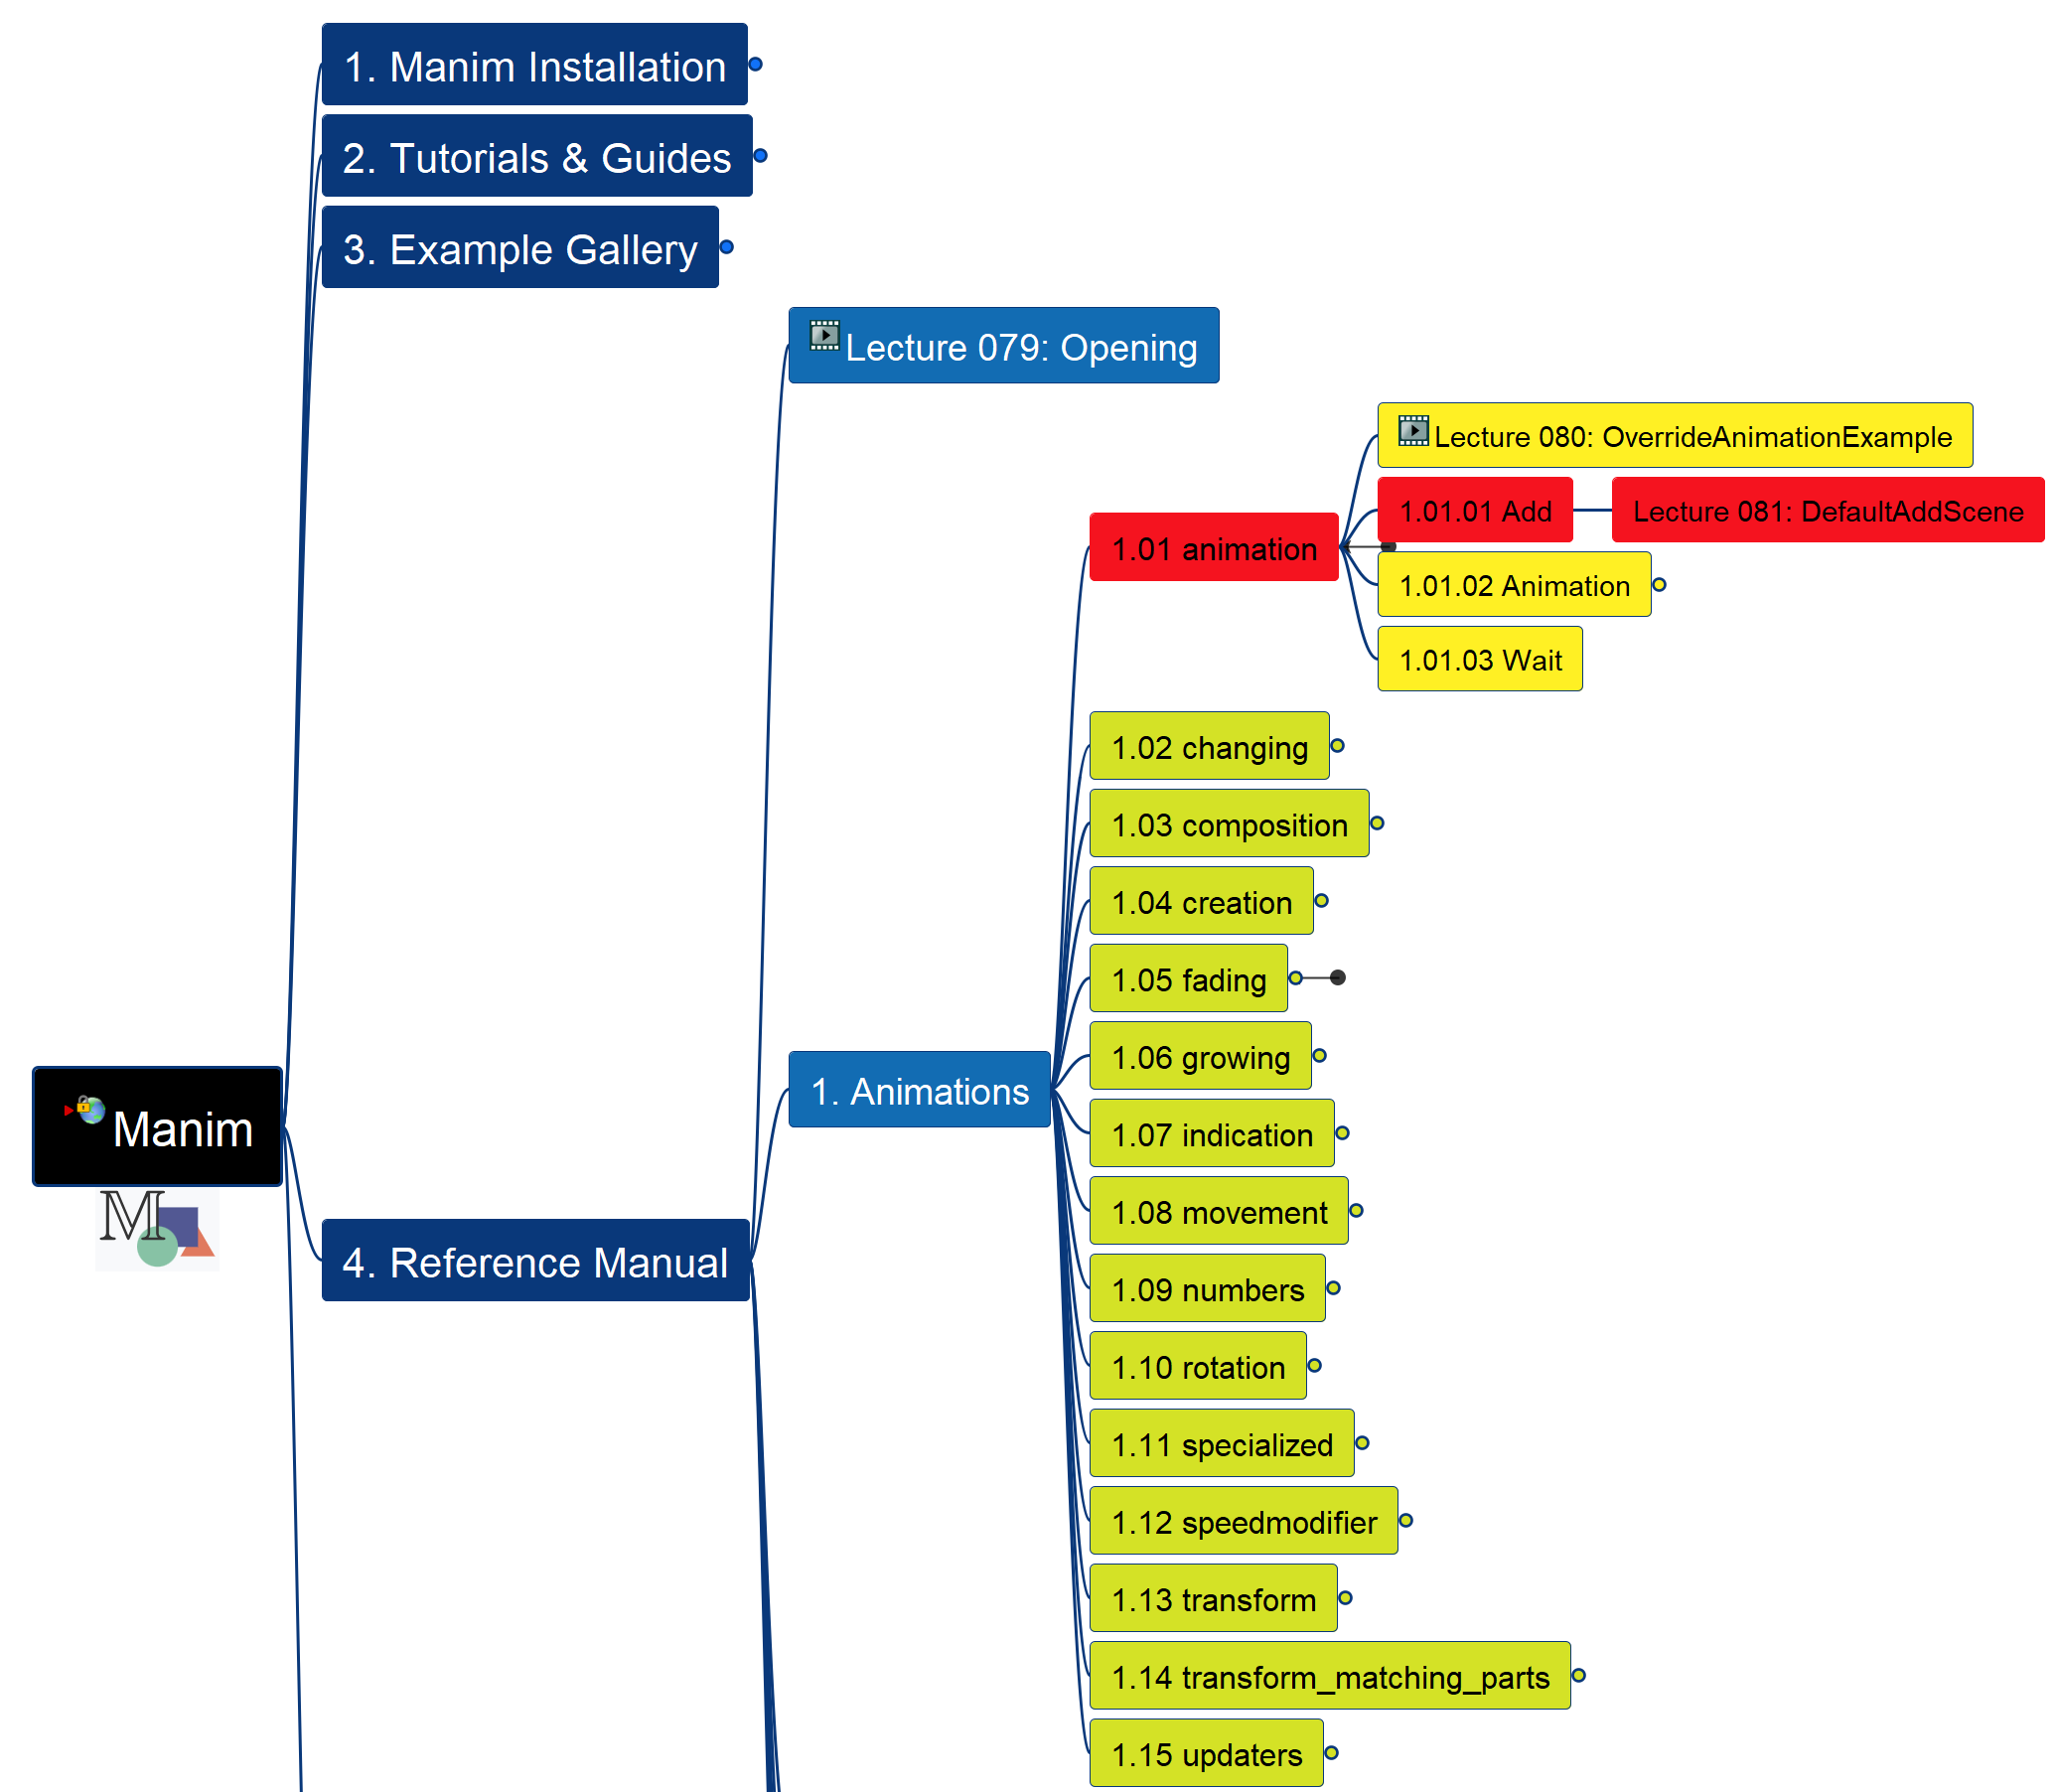 1. Manim Installation
2. Tutorials & Guides
3. Example Gallery
Lecture 079: Opening
Lecture 080: OverrideAnimationExample
1.01.01 Add
Lecture 081: DefaultAddScene
1.01 animation
1.01.02 Animation
1.01.03 Wait
1.02 changing
1.03 composition
1.04 creation
1.05 fading
1.06 growing
1. Animations
Manim
M
1.07 indication
1.08 movement
4. Reference Manual
1.09 numbers
1.10 rotation
1.11 specialized
1.12 speedmodifier
1.13 transform
1.14 transform_matching_parts
1.15 updaters